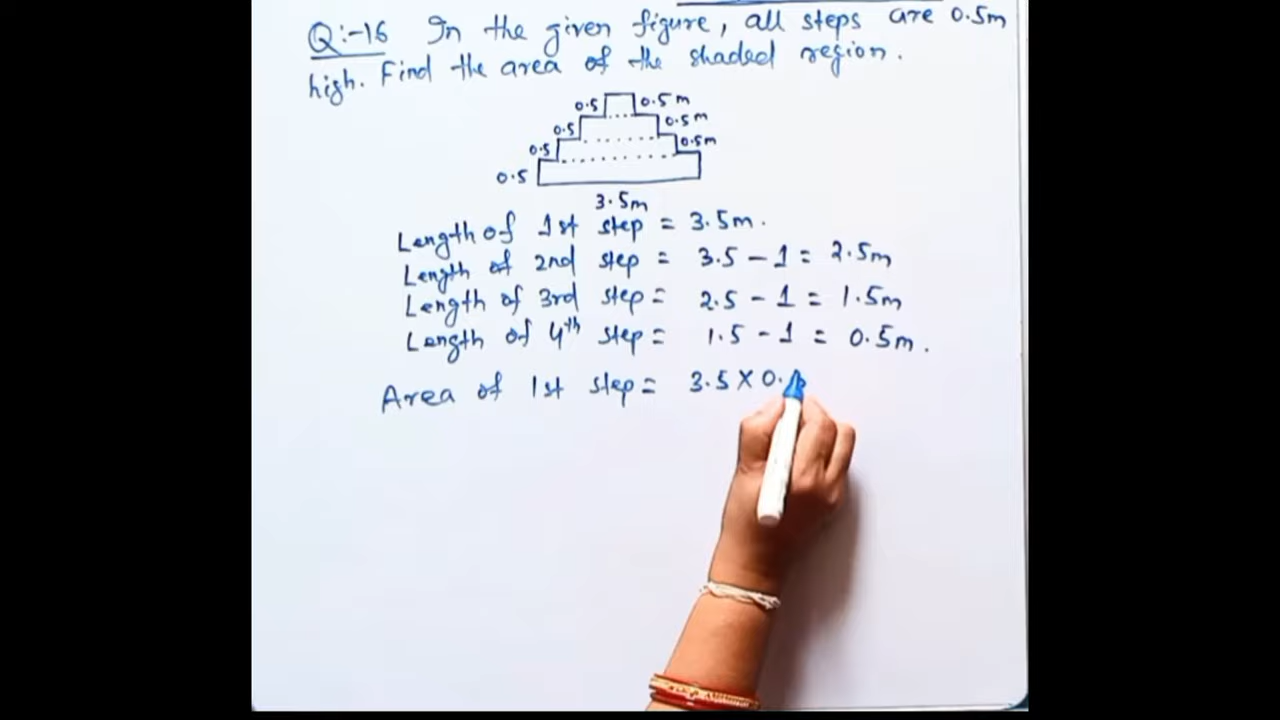 Q:-16 In the given figure, all steps are 0.5m
high. Find the area of the shaded region.
0.5 0.5 m
0.5 0.5m
0.5 0.5m
0.5
3.5m
Length of 1st step = 3.5m.
Length of 2nd step = 3.5 - 1 = 2.5m
Length of 3rd step = 2.5 - 1 = 1.5m
Length of 4th step = 1.5 - 1 = 0.5m.
Area of 1st step = 3.5 X 0.